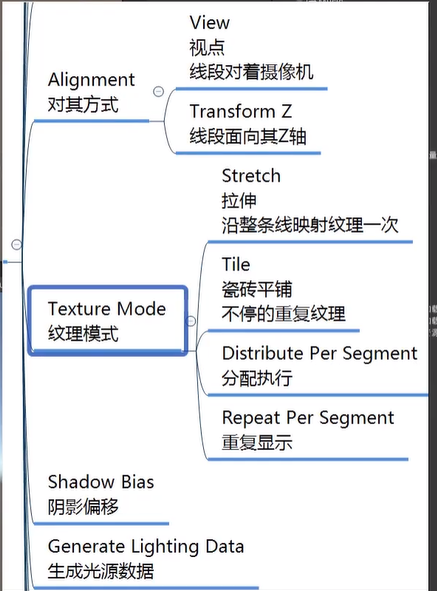 Alignment
对其方式
View
视点
线段对着摄像机
Transform Z
线段面向其Z轴
Texture Mode
纹理模式
Stretch
拉伸
沿整条线映射纹理一次
Tile
瓷砖平铺
不停的重复纹理
Distribute Per Segment
分配执行
Repeat Per Segment
重复显示
Shadow Bias
阴影偏移
Generate Lighting Data
生成光源数据